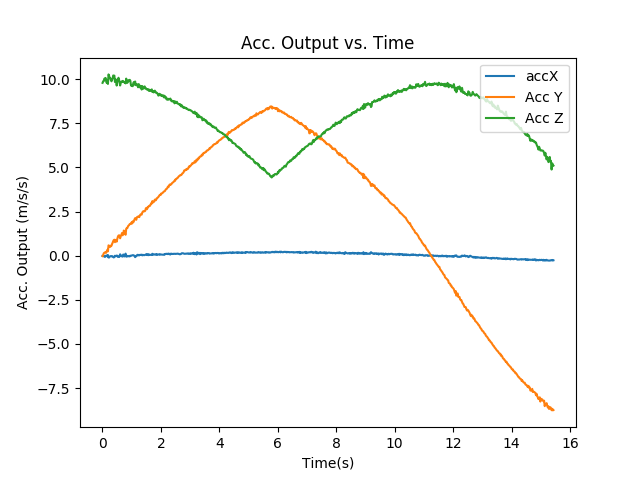 Acc. Output vs. Time
accX
Acc Y
Acc Z
10.0
7.5
5.0
2.5
0.0
−2.5
−5.0
−7.5
Acc. Output (m/s/s)
0 2 4 6 8 10 12 14 16
Time(s)